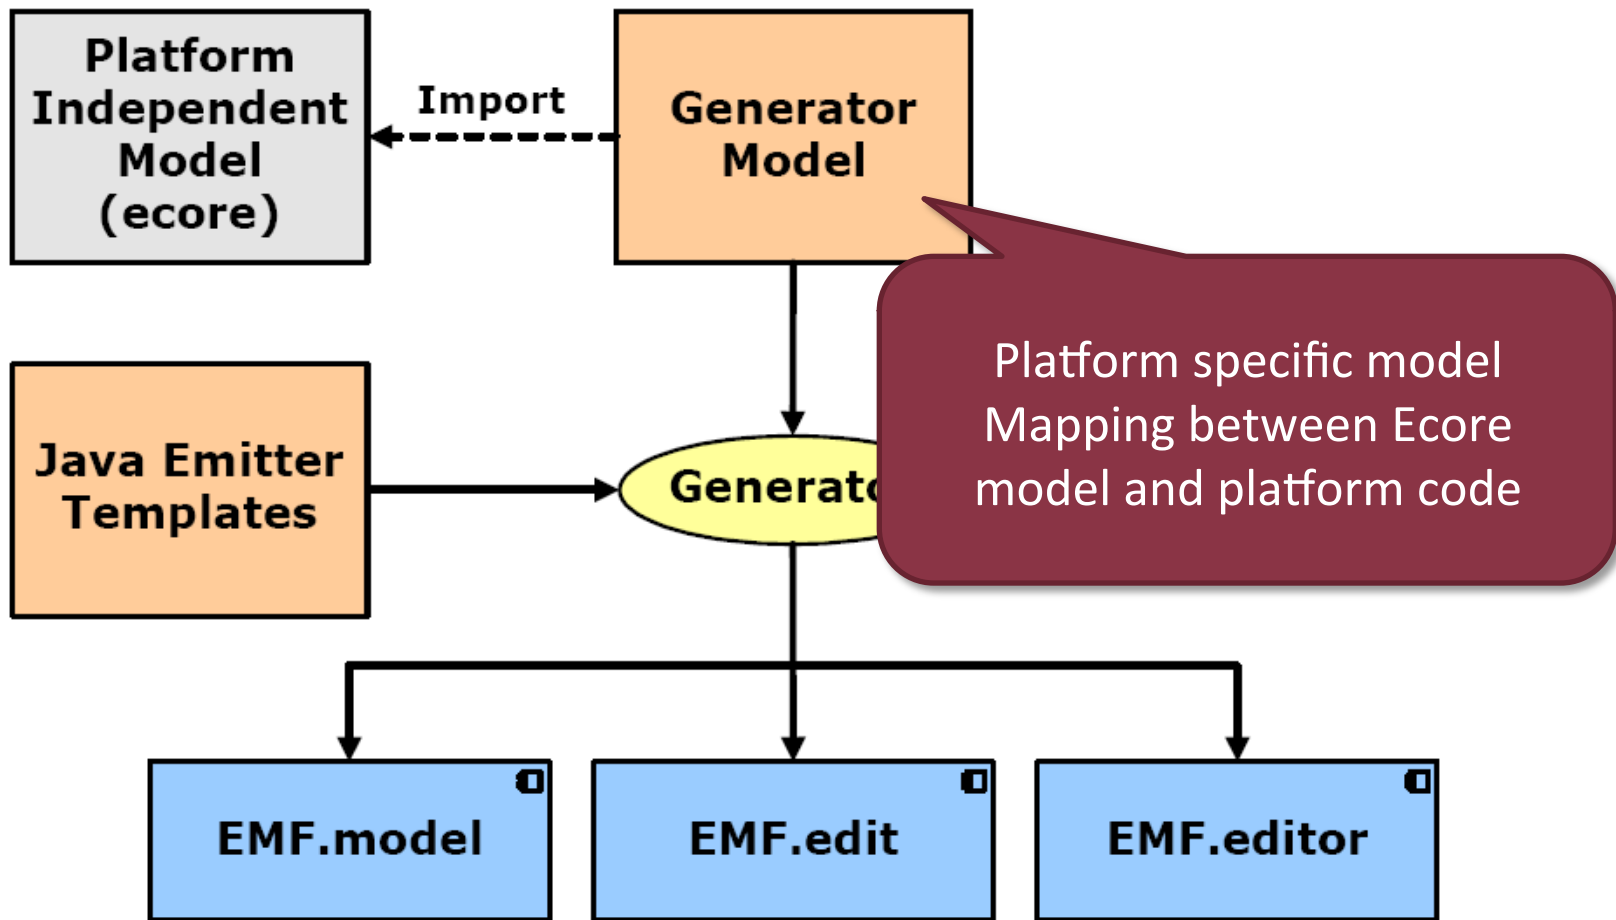 Platform
Independent
Model
(ecore)
Import
Generator
Model
Platform specific model
Mapping between Ecore
model and platform code
Java Emitter
Templates
EMF.model
EMF.edit
EMF.editor